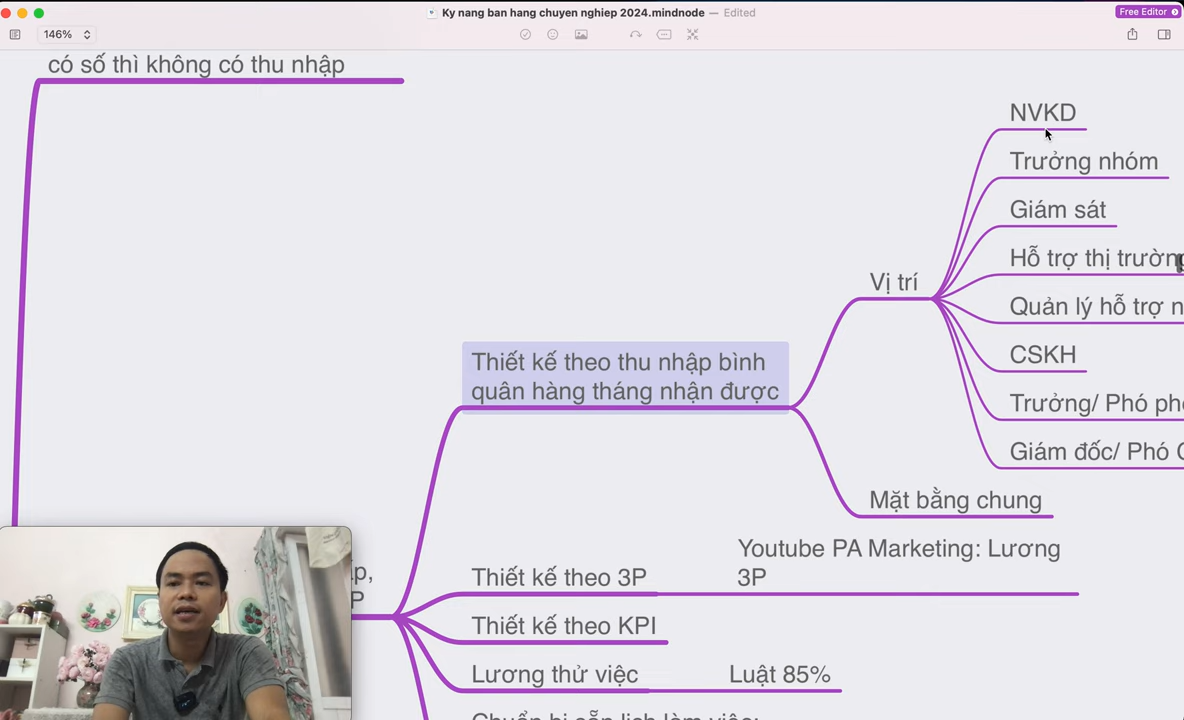 Ky nang ban hang chuyen nghiep 2024.mindnode — Edited
Free Editor
146%
có số thì không có thu nhập
NVKD
Trưởng nhóm
Giám sát
Hỗ trợ thị trường
Vị trí
Quản lý hỗ trợ n
CSKH
Thiết kế theo thu nhập bình
quân hàng tháng nhận được
Trưởng/ Phó ph
Giám đốc/ Phó G
Mặt bằng chung
Youtube PA Marketing: Lương
3P
Thiết kế theo 3P
Thiết kế theo KPI
Lương thử việc
Luật 85%